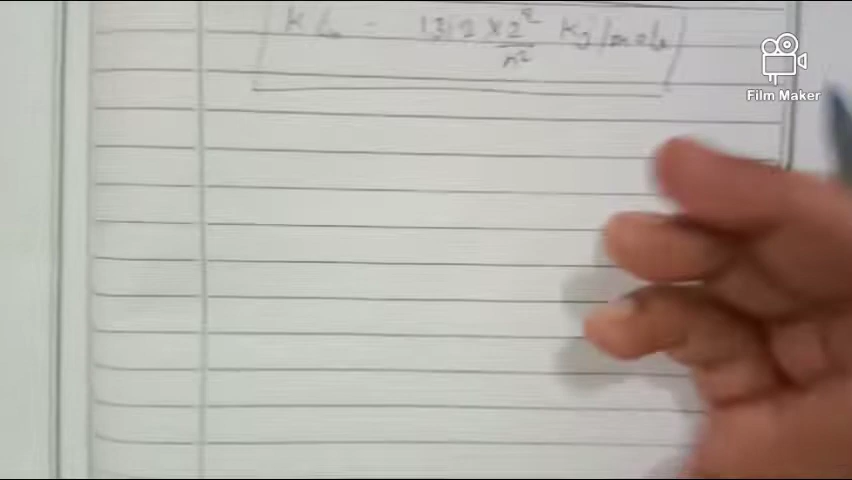 K.E. = 1312 × Z² / n² KJ/mole
Film Maker